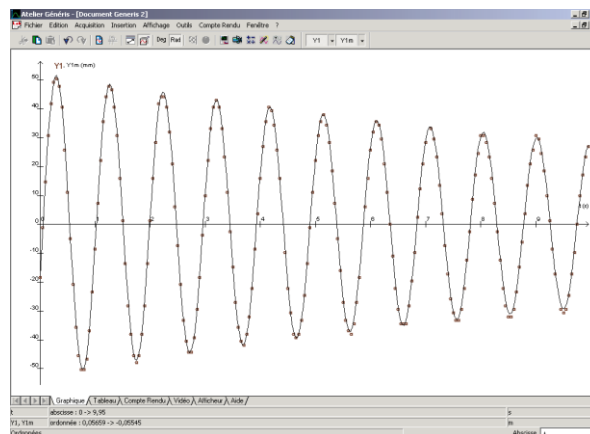 Atelier Généris - [Document Generis 2]
Fichier Edition Acquisition Insertion Affichage Outils Compte Rendu Fenêtre ?
Deg Rad Y1 Y1m
Y1, Y1m (mm)
50
40
30
20
10
0
-10
-20
-30
-40
-50
0 1 2 3 4 5 6 7 8 9
Graphique Tableau Compte Rendu Vidéo Afficheur Aide
t abscisse : 0 -> 9,95 s
Y1, Y1m ordonnée : 0,05659 -> -0,05545 m
Ordonnées Abscisse